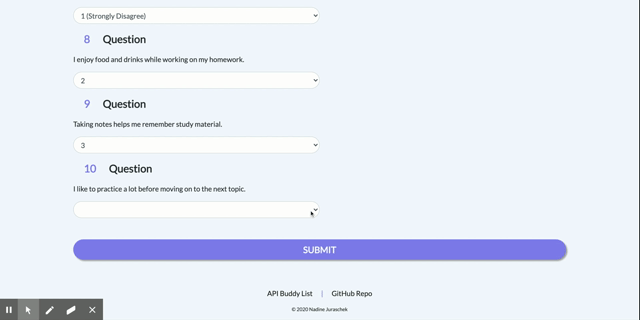 1 (Strongly Disagree)
8 Question
I enjoy food and drinks while working on my homework.
2
9 Question
Taking notes helps me remember study material.
3
10 Question
I like to practice a lot before moving on to the next topic.
SUBMIT
API Buddy List | GitHub Repo
© 2020 Nadine Juraschek